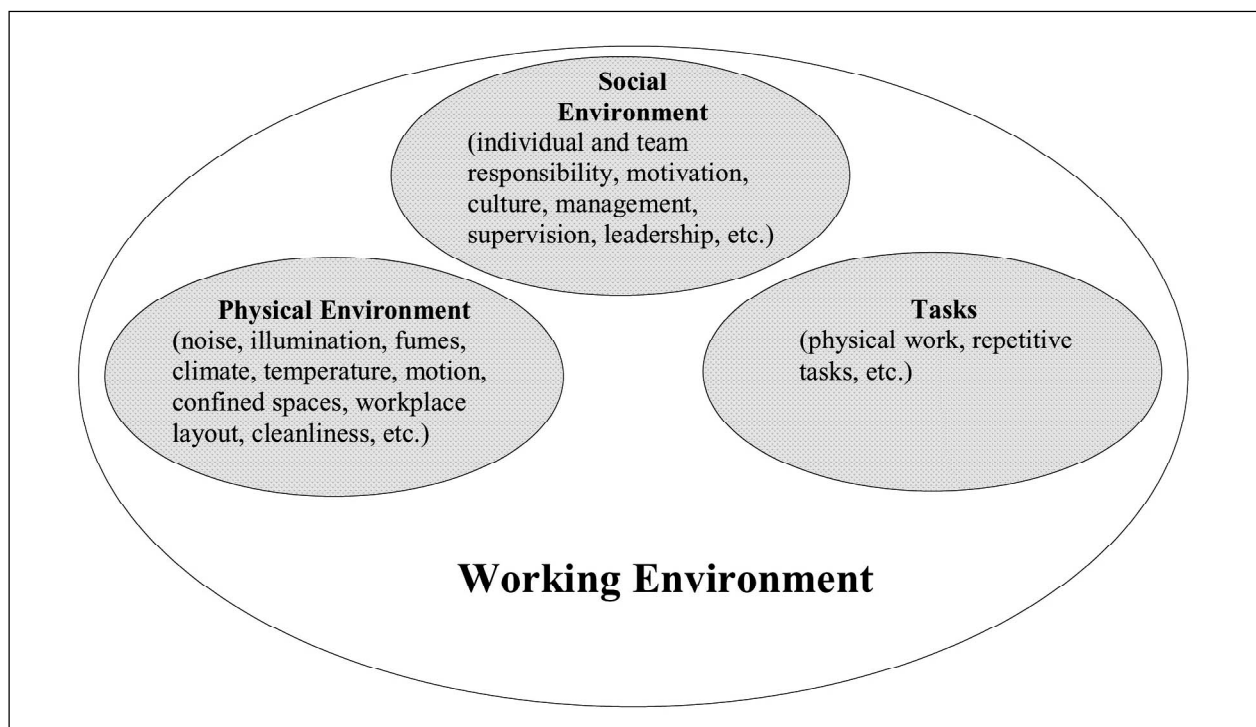 Social
Environment
(individual and team
responsibility, motivation,
culture, management,
supervision, leadership, etc.)
Physical Environment
(noise, illumination, fumes,
climate, temperature, motion,
confined spaces, workplace
layout, cleanliness, etc.)
Tasks
(physical work, repetitive
tasks, etc.)
Working Environment